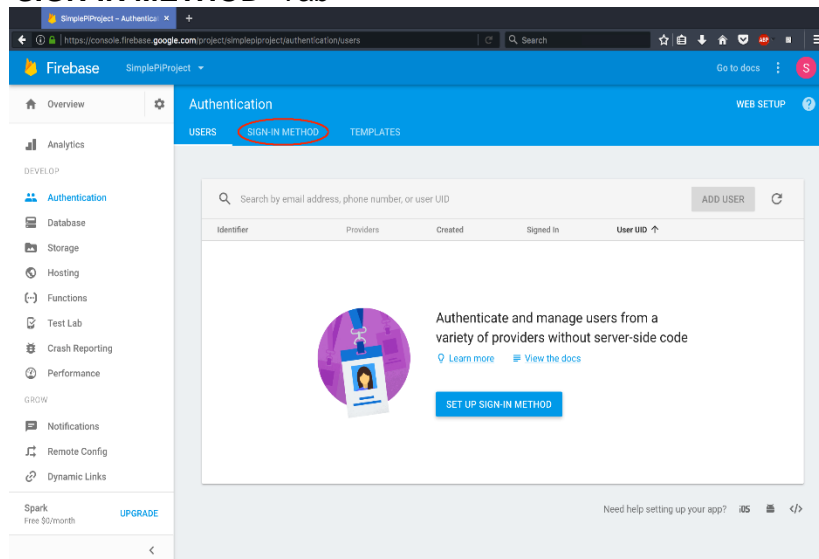 SIGN-IN METHOD" Tab
SimplePiProject – Authenticat
https://console.firebase.google.com/project/simplepiproject/authentication/users
Search
ABP
Firebase
SimplePiProject
Go to docs
S
Overview
Authentication
WEB SETUP
USERS
SIGN-IN METHOD
TEMPLATES
Analytics
DEVELOP
Authentication
Search by email address, phone number, or user UID
ADD USER
Database
Identifier
Providers
Created
Signed In
User UID
Storage
Hosting
Functions
Test Lab
Crash Reporting
Performance
Authenticate and manage users from a
variety of providers without server-side code
Learn more
View the docs
SET UP SIGN-IN METHOD
GROW
Notifications
Remote Config
Dynamic Links
Spark
Free $0/month
UPGRADE
Need help setting up your app?
iOS